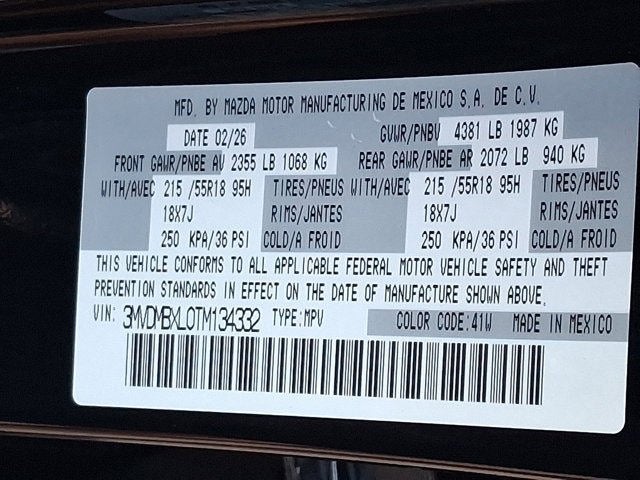 MFD. BY MAZDA MOTOR MANUFACTURING DE MEXICO S.A. DE C.V.
DATE 02/26 GVWR/PNBV 4381 LB 1987 KG
FRONT GAWR/PNBE AV 2355 LB 1068 KG REAR GAWR/PNBE AR 2072 LB 940 KG
WITH/AVEC 215 /55R18 95H TIRES/PNEUS WITH/AVEC 215 /55R18 95H TIRES/PNEUS
18X7J RIMS/JANTES 18X7J RIMS/JANTES
250 KPA/36 PSI COLD/A FROID 250 KPA/36 PSI COLD/A FROID
THIS VEHICLE CONFORMS TO ALL APPLICABLE FEDERAL MOTOR VEHICLE SAFETY AND THEFT
PREVENTION STANDARDS IN EFFECT ON THE DATE OF MANUFACTURE SHOWN ABOVE.
VIN: 3MVDMBXL0TM134332 TYPE:MPV COLOR CODE:41W MADE IN MEXICO